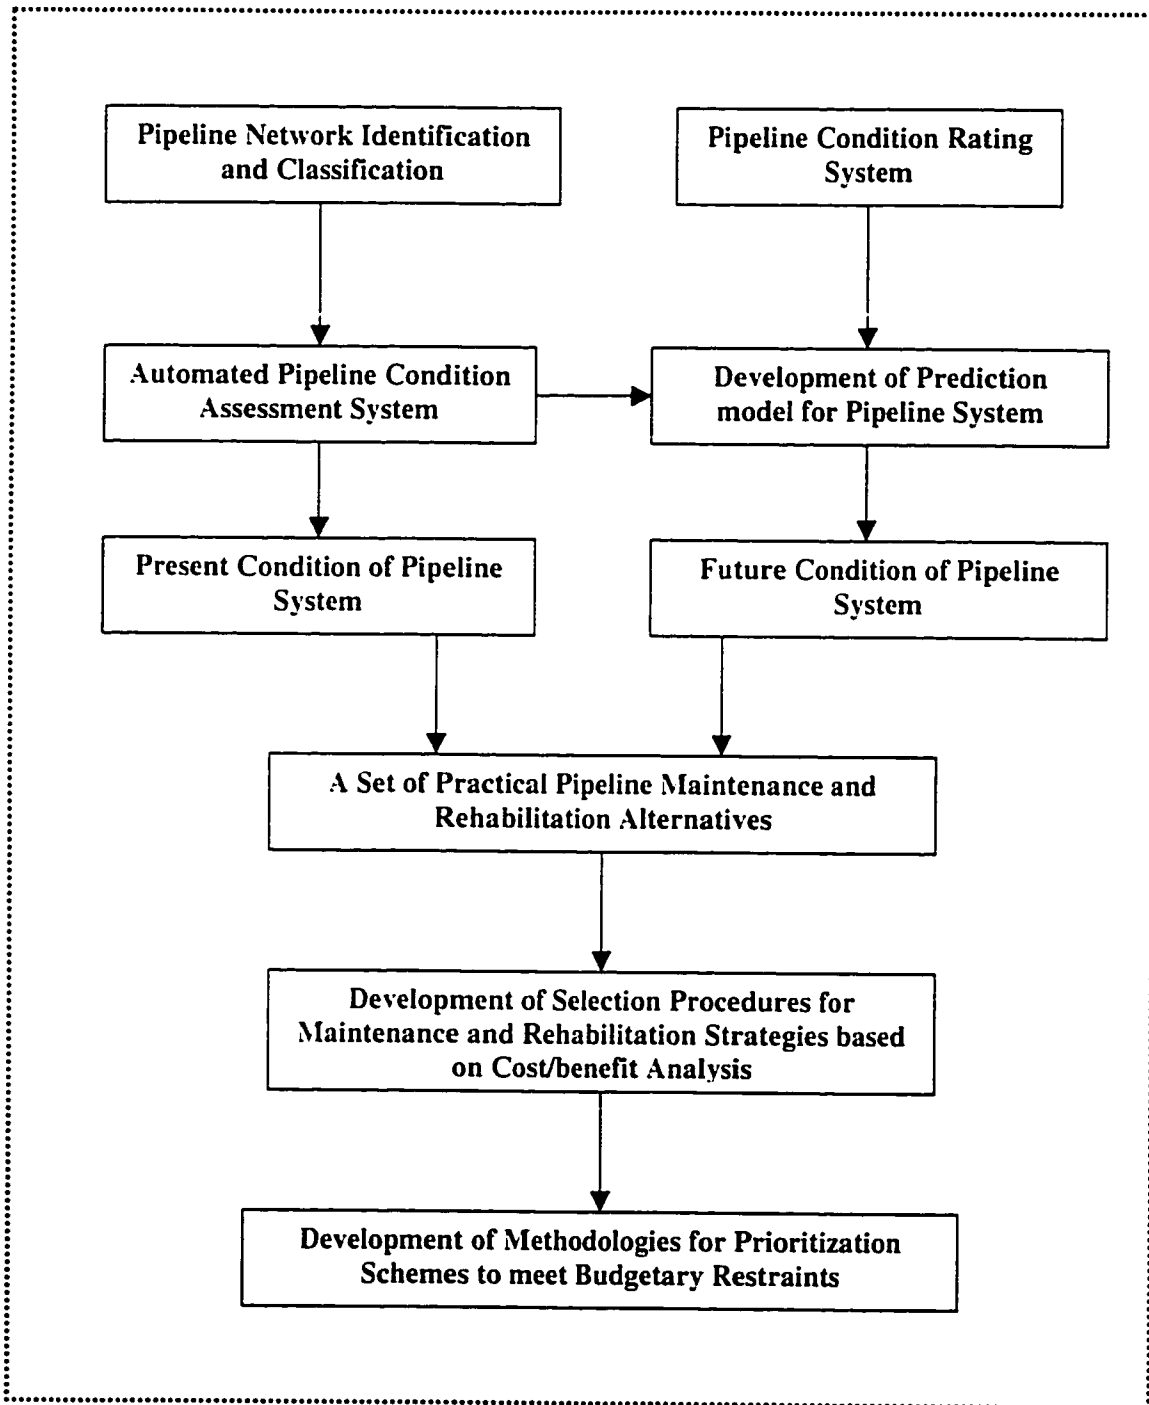 Pipeline Network Identification
and Classification
Pipeline Condition Rating
System
Automated Pipeline Condition
Assessment System
Development of Prediction
model for Pipeline System
Present Condition of Pipeline
System
Future Condition of Pipeline
System
A Set of Practical Pipeline Maintenance and
Rehabilitation Alternatives
Development of Selection Procedures for
Maintenance and Rehabilitation Strategies based
on Cost/benefit Analysis
Development of Methodologies for Prioritization
Schemes to meet Budgetary Restraints